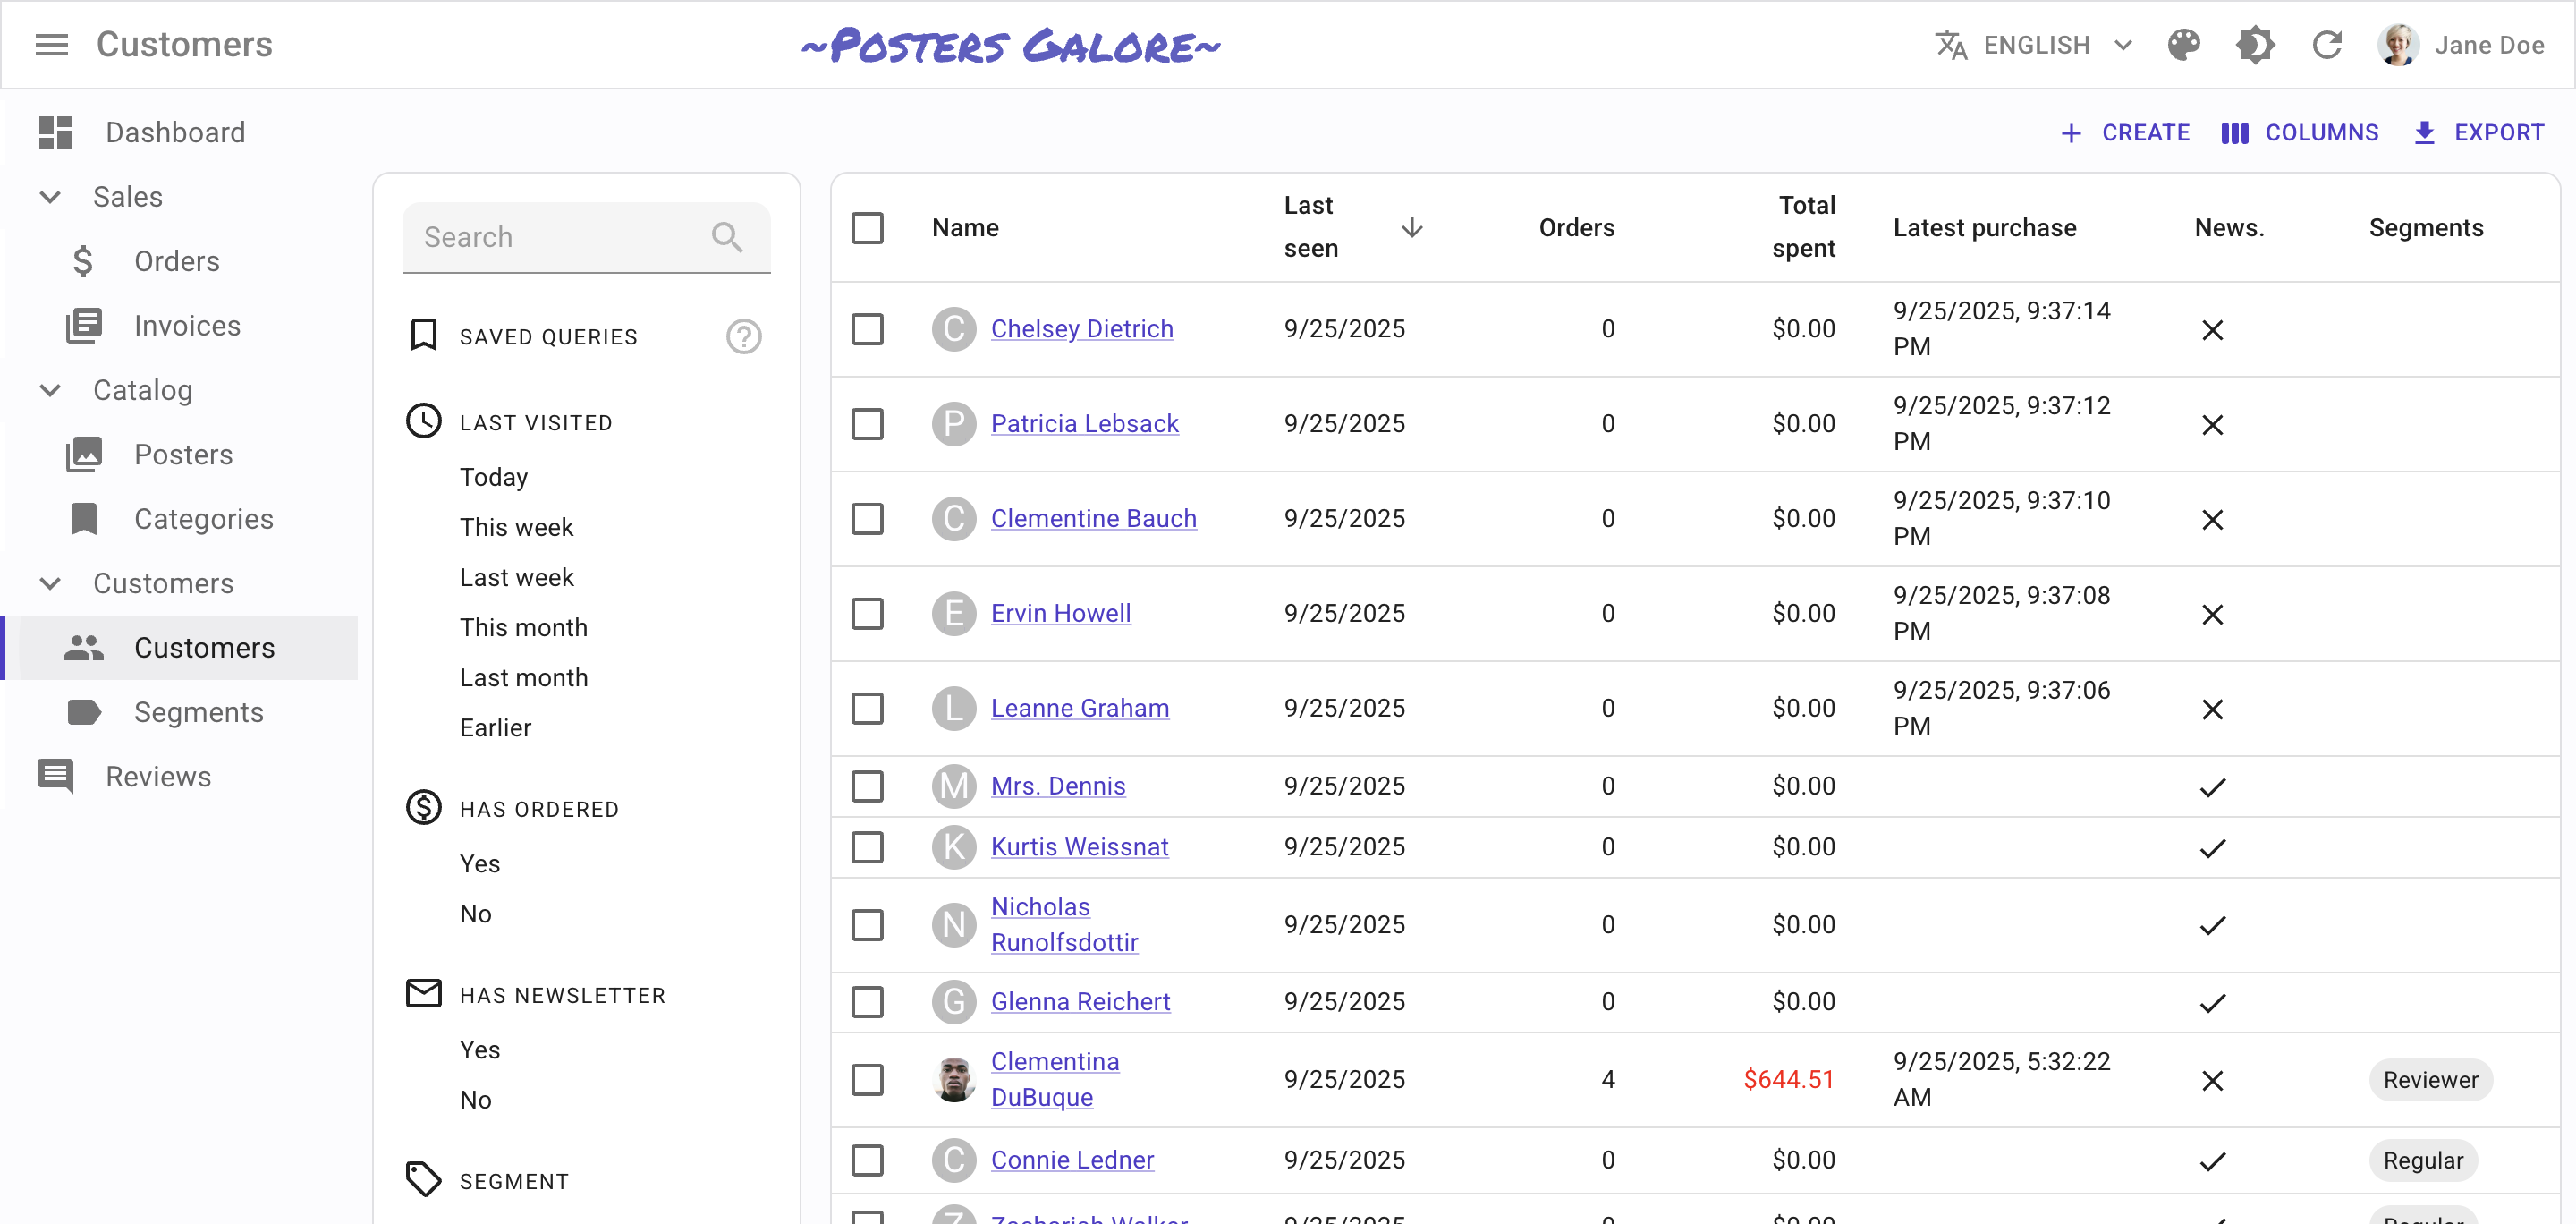 Customers
~Posters Galore~
ENGLISH
Jane Doe
Dashboard
Sales
Orders
Invoices
Catalog
Posters
Categories
Customers
Customers
Segments
Reviews
CREATE
COLUMNS
EXPORT
Search
SAVED QUERIES
?
LAST VISITED
Today
This week
Last week
This month
Last month
Earlier
HAS ORDERED
Yes
No
HAS NEWSLETTER
Yes
No
SEGMENT
Name
Last
seen
Orders
Total
spent
Latest purchase
News.
Segments
C Chelsey Dietrich 9/25/2025 0 $0.00 9/25/2025, 9:37:14
PM
P Patricia Lebsack 9/25/2025 0 $0.00 9/25/2025, 9:37:12
PM
C Clementine Bauch 9/25/2025 0 $0.00 9/25/2025, 9:37:10
PM
E Ervin Howell 9/25/2025 0 $0.00 9/25/2025, 9:37:08
PM
L Leanne Graham 9/25/2025 0 $0.00 9/25/2025, 9:37:06
PM
M Mrs. Dennis 9/25/2025 0 $0.00
K Kurtis Weissnat 9/25/2025 0 $0.00
N Nicholas
Runolfsdottir 9/25/2025 0 $0.00
G Glenna Reichert 9/25/2025 0 $0.00
Clementina
DuBuque 9/25/2025 4 $644.51 9/25/2025, 5:32:22
AM Reviewer
C Connie Ledner 9/25/2025 0 $0.00 Regular
Z Zachariah Walker 9/25/2025 0 $0.00 Regular